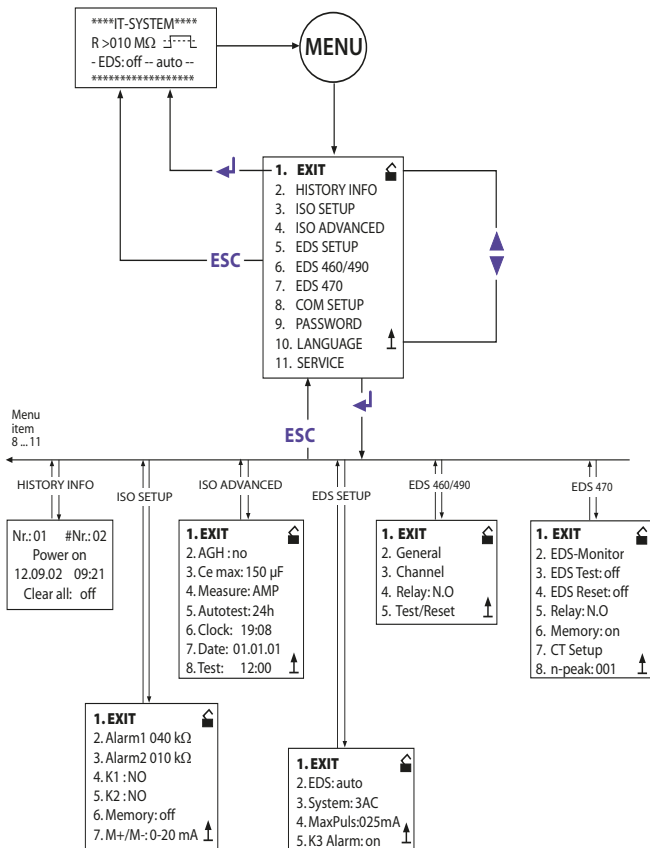 ****IT-SYSTEM****
R >010 MΩ
- EDS: off -- auto --
******************
MENU
1. EXIT
2. HISTORY INFO
3. ISO SETUP
4. ISO ADVANCED
5. EDS SETUP
6. EDS 460/490
7. EDS 470
8. COM SETUP
9. PASSWORD
10. LANGUAGE
11. SERVICE
ESC
ESC
Menu
item
8 ... 11
HISTORY INFO
ISO SETUP
ISO ADVANCED
EDS SETUP
EDS 460/490
EDS 470
Nr.: 01 #Nr.: 02
Power on
12.09.02 09:21
Clear all: off
1. EXIT
2. AGH : no
3. Ce max: 150 µF
4. Measure: AMP
5. Autotest: 24h
6. Clock: 19:08
7. Date: 01.01.01
8. Test: 12:00
1. EXIT
2. General
3. Channel
4. Relay: N.O
5. Test/Reset
1. EXIT
2. EDS-Monitor
3. EDS Test: off
4. EDS Reset: off
5. Relay: N.O
6. Memory: on
7. CT Setup
8. n-peak: 001
1. EXIT
2. Alarm1 040 kΩ
3. Alarm2 010 kΩ
4. K1 : NO
5. K2 : NO
6. Memory: off
7. M+/M-: 0-20 mA
1. EXIT
2. EDS: auto
3. System: 3AC
4. MaxPuls:025mA
5. K3 Alarm: on